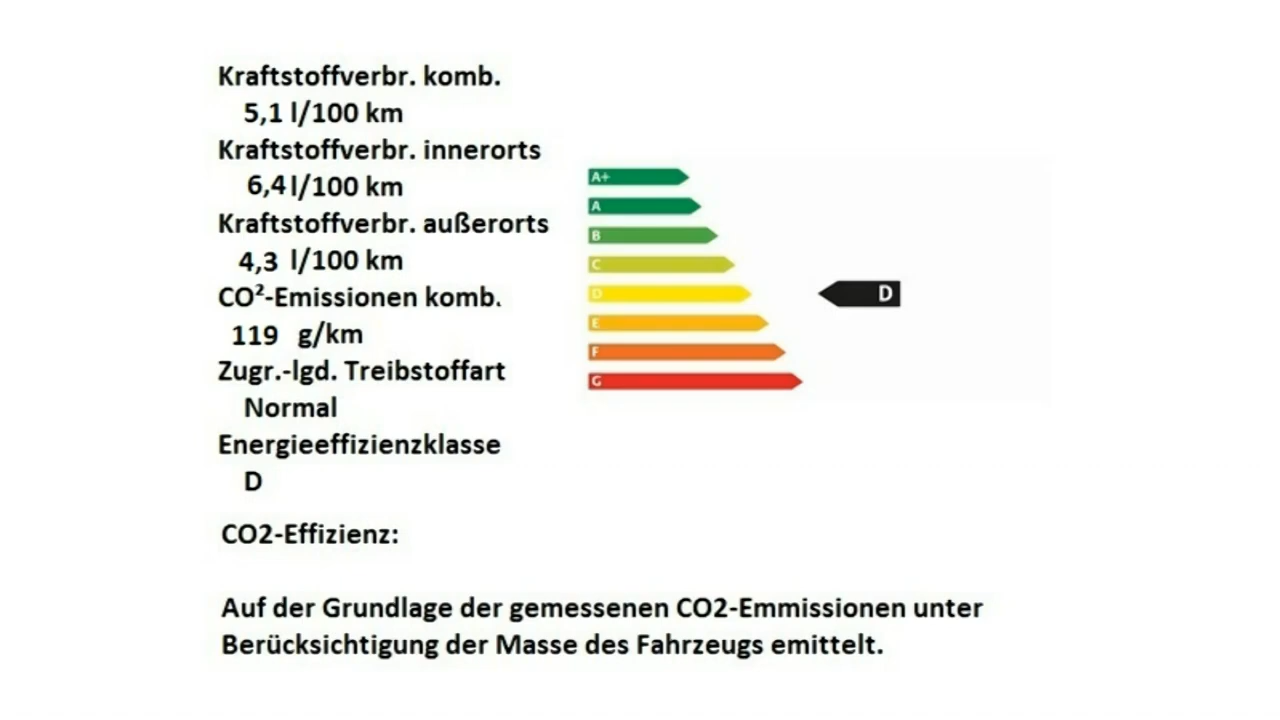 Kraftstoffverbr. komb.
5,1 l/100 km
Kraftstoffverbr. innerorts
6,4 l/100 km
Kraftstoffverbr. außerorts
4,3 l/100 km
CO²-Emissionen komb.
119 g/km
Zugr.-lgd. Treibstoffart
Normal
Energieeffizienzklasse
D
A+
A
B
C
D
D
E
F
G
CO2-Effizienz:
Auf der Grundlage der gemessenen CO2-Emmissionen unter
Berücksichtigung der Masse des Fahrzeugs emittelt.